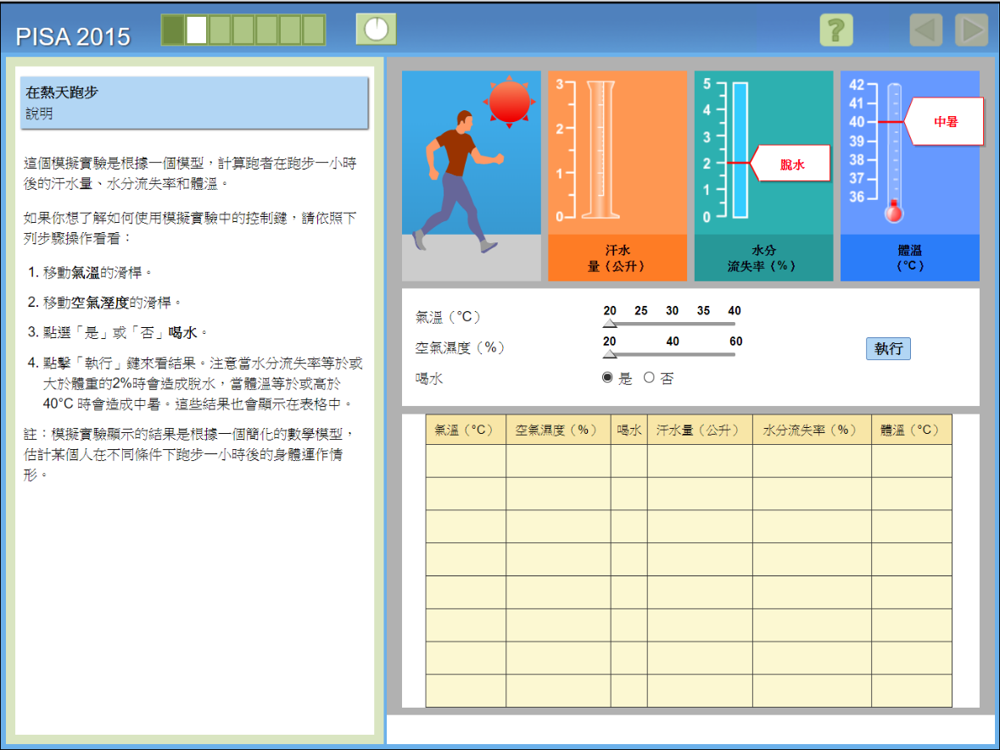 PISA 2015
?
在熱天跑步
說明
這個模擬實驗是根據一個模型，計算跑者在跑步一小時
後的汗水量、水分流失率和體溫。
如果你想了解如何使用模擬實驗中的控制鍵，請依照下
列步驟操作看看：
1. 移動氣溫的滑桿。
2. 移動空氣溼度的滑桿。
3. 點選「是」或「否」喝水。
4. 點擊「執行」鍵來看結果。注意當水分流失率等於或
大於體重的2%時會造成脫水，當體溫等於或高於
40°C 時會造成中暑。這些結果也會顯示在表格中。
註：模擬實驗顯示的結果是根據一個簡化的數學模型，
估計某個人在不同條件下跑步一小時後的身體運作情
形。
3
2
1
0
汗水
量（公升）
5
4
3
2
1
0
脫水
水分
流失率（%）
42
41
40
39
38
37
36
中暑
體溫
（°C）
氣溫（°C） 20 25 30 35 40
空氣濕度（%） 20 40 60
執行
喝水 是 否
氣溫（°C） 空氣濕度（%） 喝水 汗水量（公升） 水分流失率（%） 體溫（°C）